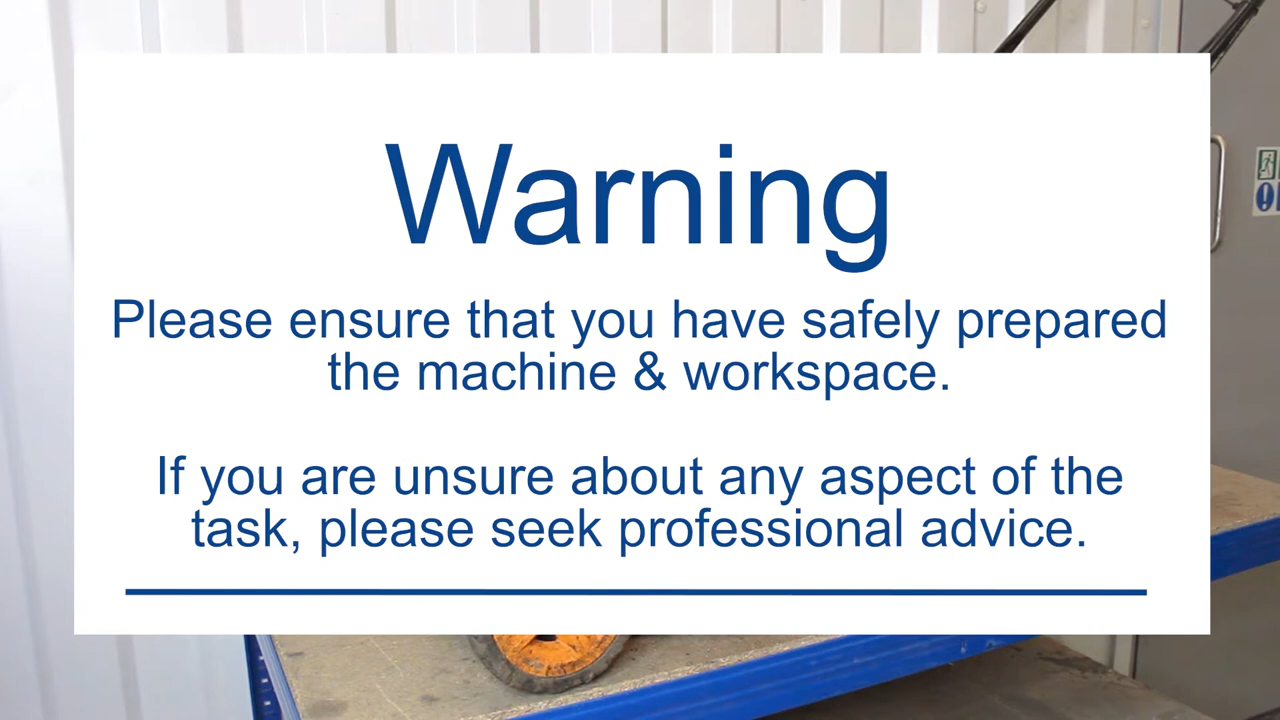 Warning
Please ensure that you have safely prepared
the machine & workspace.
If you are unsure about any aspect of the
task, please seek professional advice.